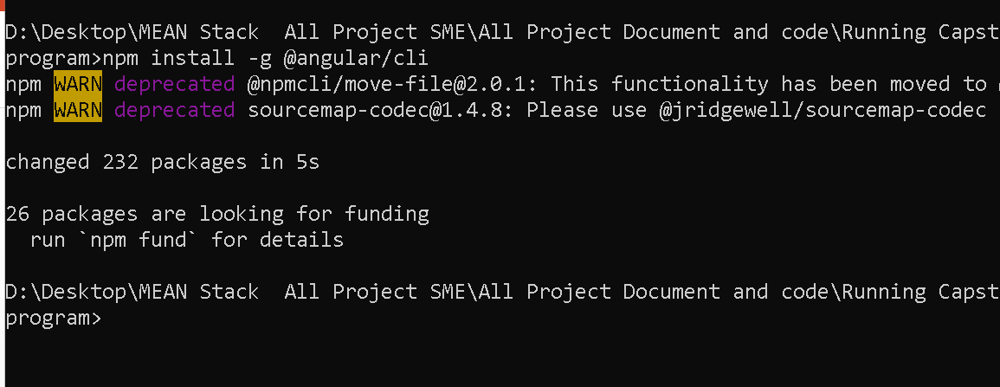 D:\Desktop\MEAN Stack  All Project SME\All Project Document and code\Running Capst
program>npm install -g @angular/cli
npm WARN deprecated @npmcli/move-file@2.0.1: This functionality has been moved to
npm WARN deprecated sourcemap-codec@1.4.8: Please use @jridgewell/sourcemap-codec
changed 232 packages in 5s
26 packages are looking for funding
  run `npm fund` for details
D:\Desktop\MEAN Stack  All Project SME\All Project Document and code\Running Capst
program>